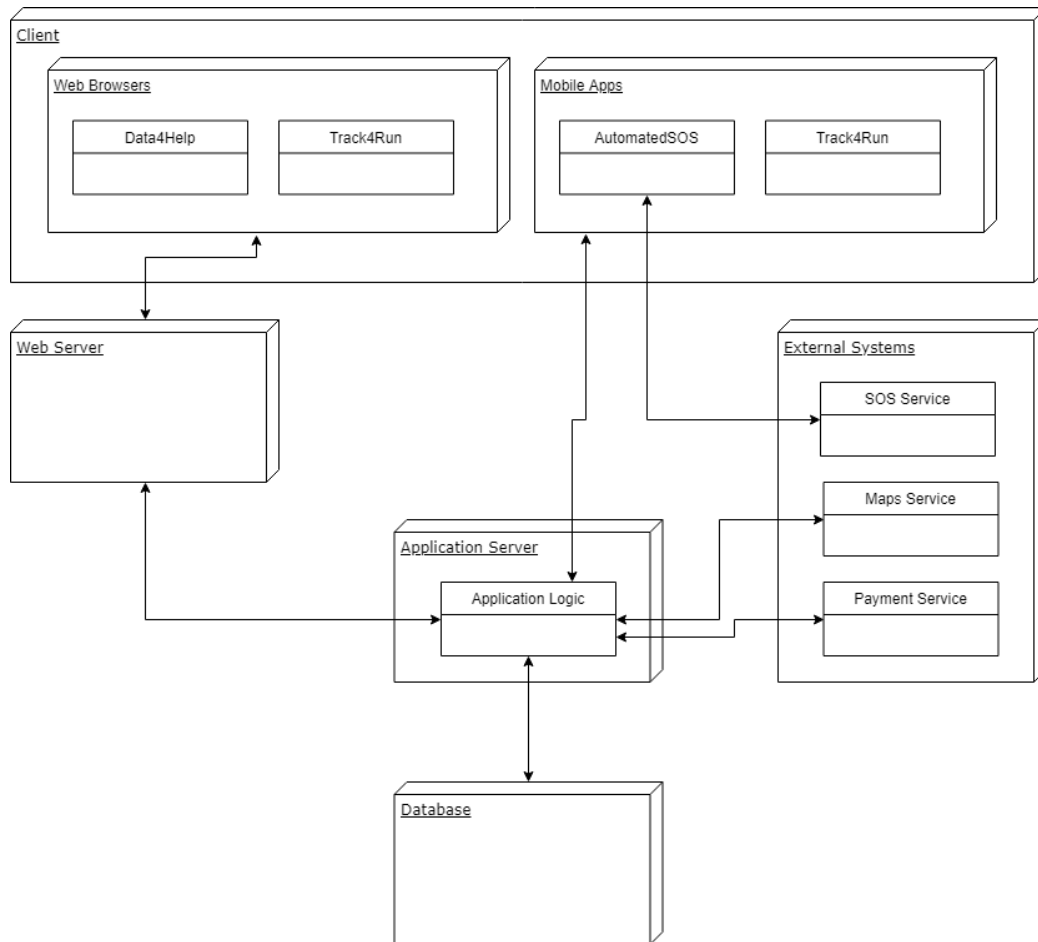 Client
Web Browsers
Data4Help
Track4Run
Mobile Apps
AutomatedSOS
Track4Run
Web Server
External Systems
SOS Service
Maps Service
Payment Service
Application Server
Application Logic
Database